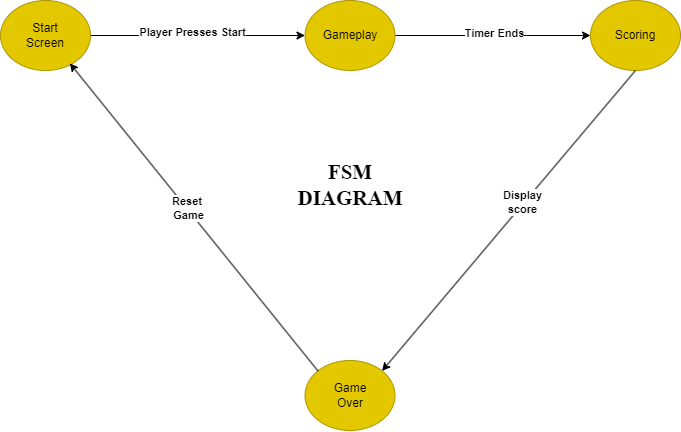 Start
Screen
Player Presses Start
Gameplay
Timer Ends
Scoring
FSM
DIAGRAM
Reset
Game
Display
score
Game
Over